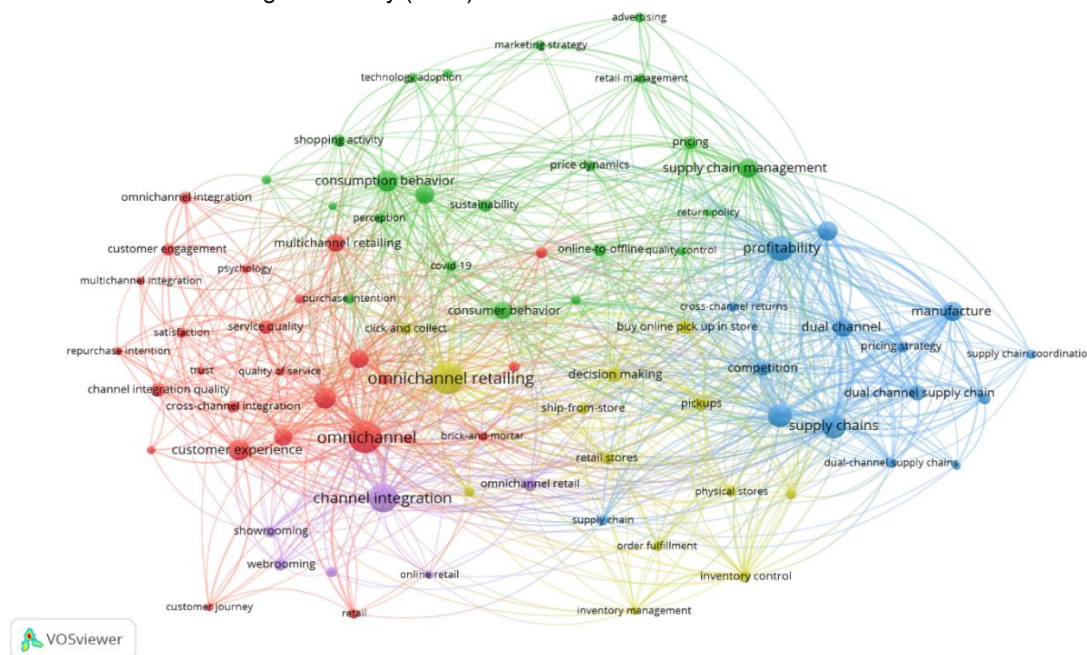 advertising
marketing strategy
technology adoption
retail management
shopping activity
pricing
price dynamics
supply chain management
consumption behavior
omnichannel integration
sustainability
return policy
perception
multichannel retailing
customer engagement
online-to-offline
quality control
profitability
psychology
covid-19
multichannel integration
purchase intention
cross-channel returns
consumer behavior
manufacture
service quality
click and collect
buy online pick up in store
dual channel
satisfaction
pricing strategy
repurchase intention
supply chain coordination
trust
quality of service
omnichannel retailing
decision making
competition
channel integration quality
dual channel supply chain
cross-channel integration
ship-from-store
pickups
supply chains
omnichannel
brick-and-mortar
customer experience
retail stores
dual-channel supply chains
omnichannel retail
channel integration
physical stores
supply chain
showrooming
order fulfillment
webrooming
online retail
inventory control
customer journey
retail
inventory management
VOSviewer